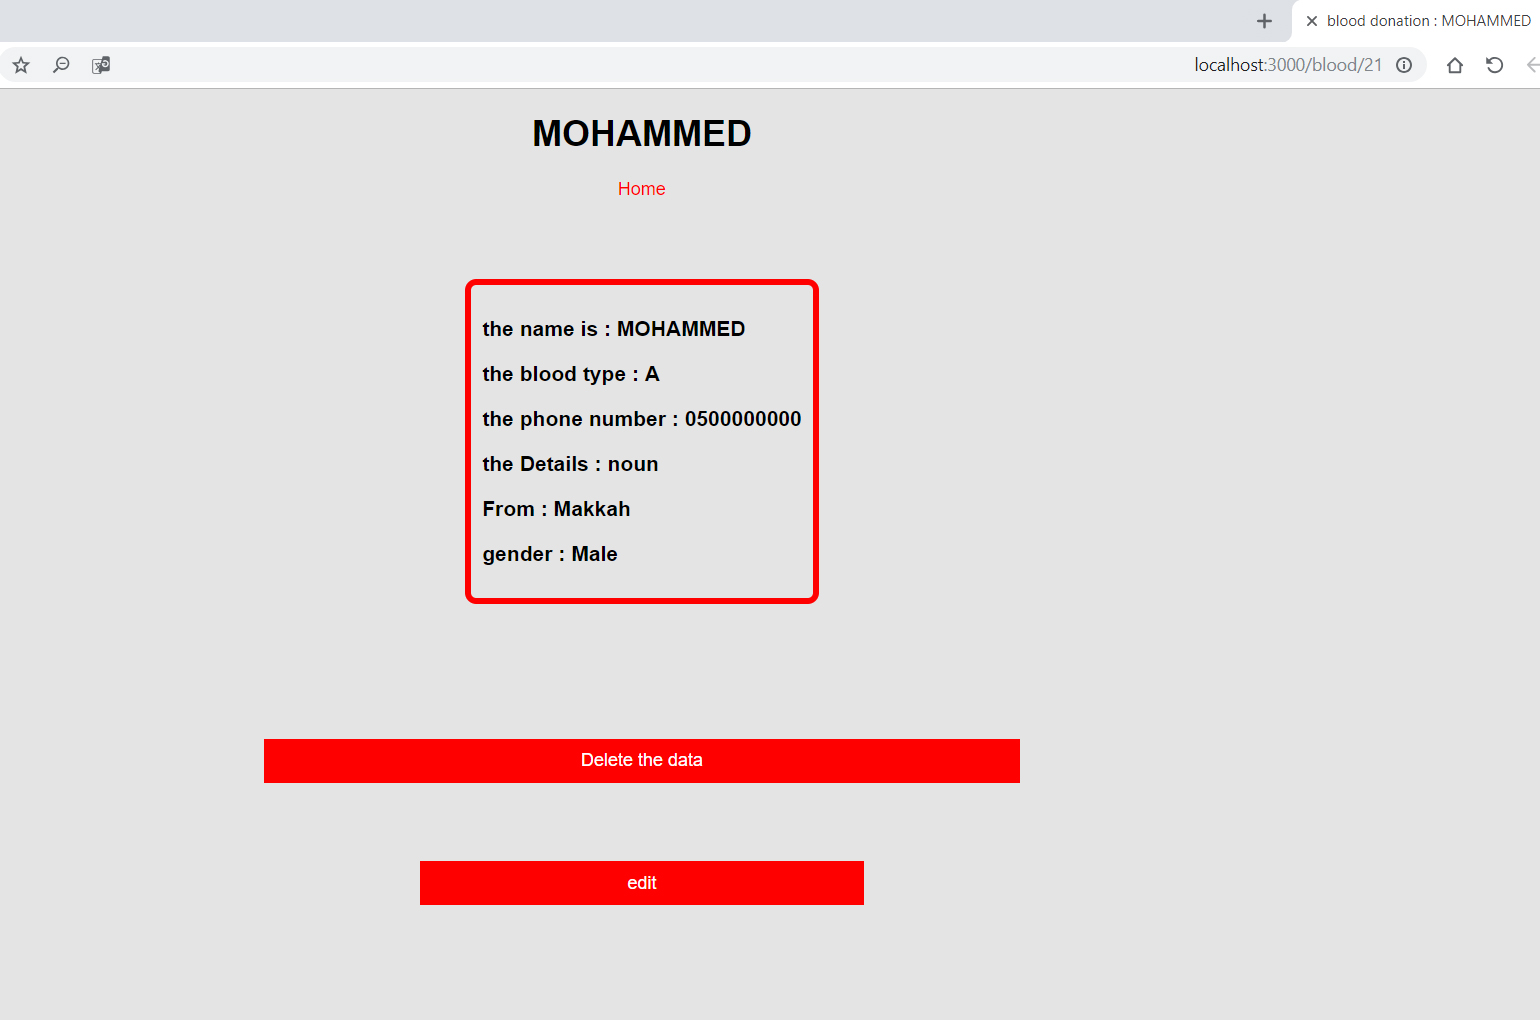 blood donation : MOHAMMED
localhost:3000/blood/21
MOHAMMED
Home
the name is : MOHAMMED
the blood type : A
the phone number : 0500000000
the Details : noun
From : Makkah
gender : Male
Delete the data
edit